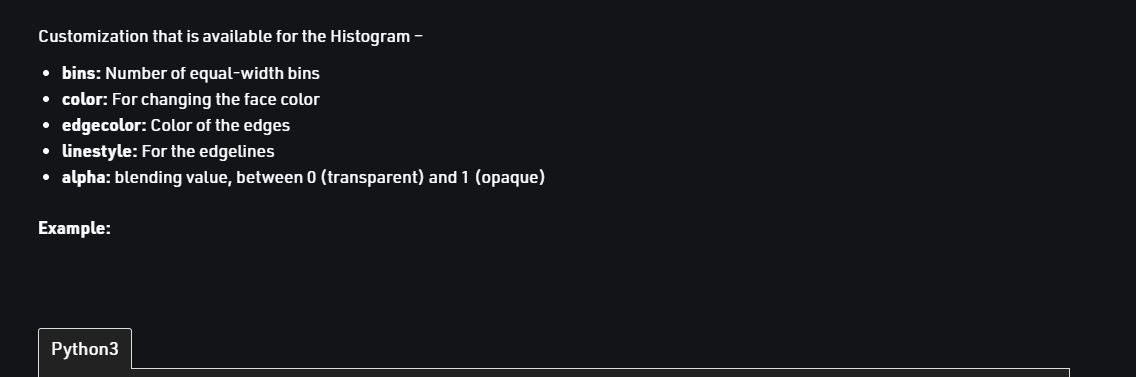 Customization that is available for the Histogram –
• bins: Number of equal-width bins
• color: For changing the face color
• edgecolor: Color of the edges
• linestyle: For the edgelines
• alpha: blending value, between 0 (transparent) and 1 (opaque)
Example:
Python3